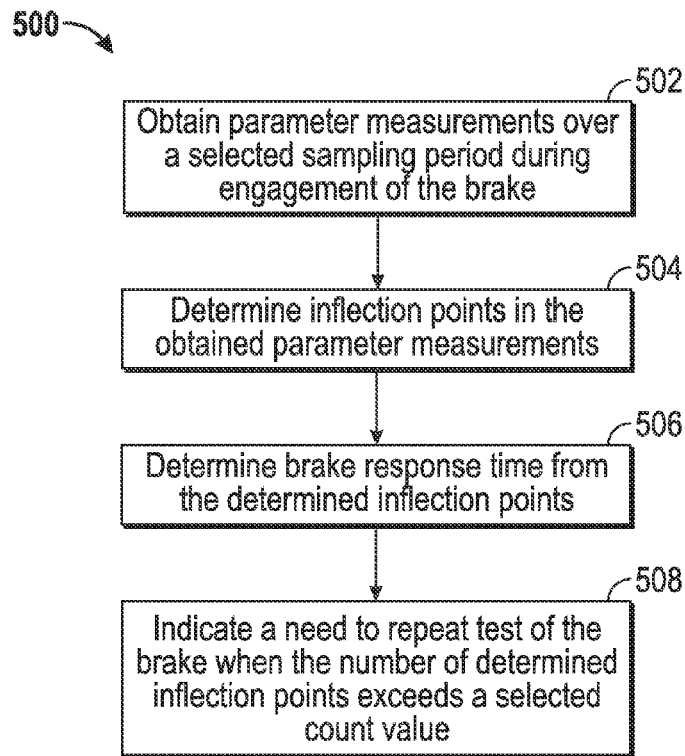 500
502
Obtain parameter measurements over
a selected sampling period during
engagement of the brake
504
Determine inflection points in the
obtained parameter measurements
506
Determine brake response time from
the determined inflection points
508
Indicate a need to repeat test of the
brake when the number of determined
inflection points exceeds a selected
count value